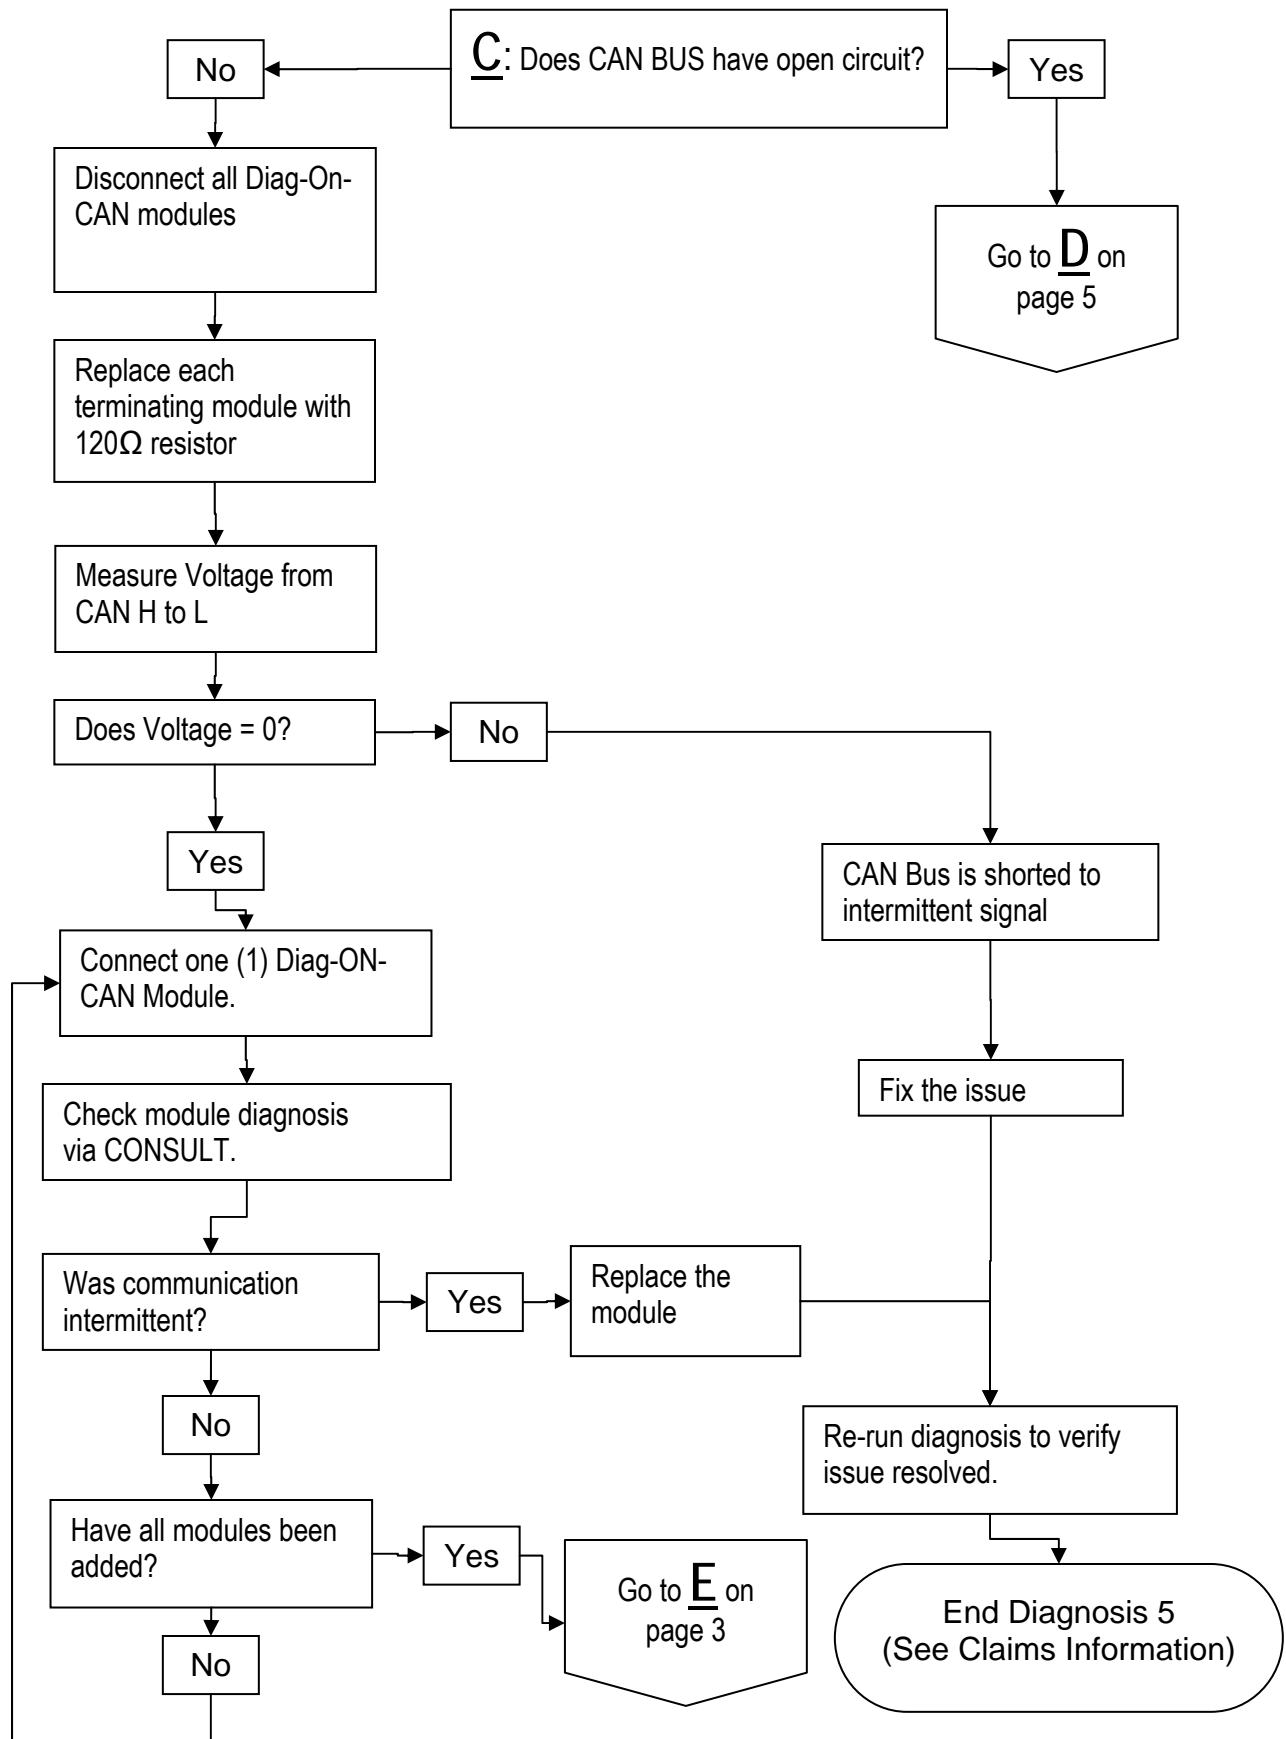 C: Does CAN BUS have open circuit?
No
Yes
Disconnect all Diag-On-
CAN modules
Go to D on
page 5
Replace each
terminating module with
120Ω resistor
Measure Voltage from
CAN H to L
Does Voltage = 0?
No
Yes
CAN Bus is shorted to
intermittent signal
Connect one (1) Diag-ON-
CAN Module.
Fix the issue
Check module diagnosis
via CONSULT.
Was communication
intermittent?
Yes
Replace the
module
No
Re-run diagnosis to verify
issue resolved.
Have all modules been
added?
Yes
Go to E on
page 3
End Diagnosis 5
(See Claims Information)
No